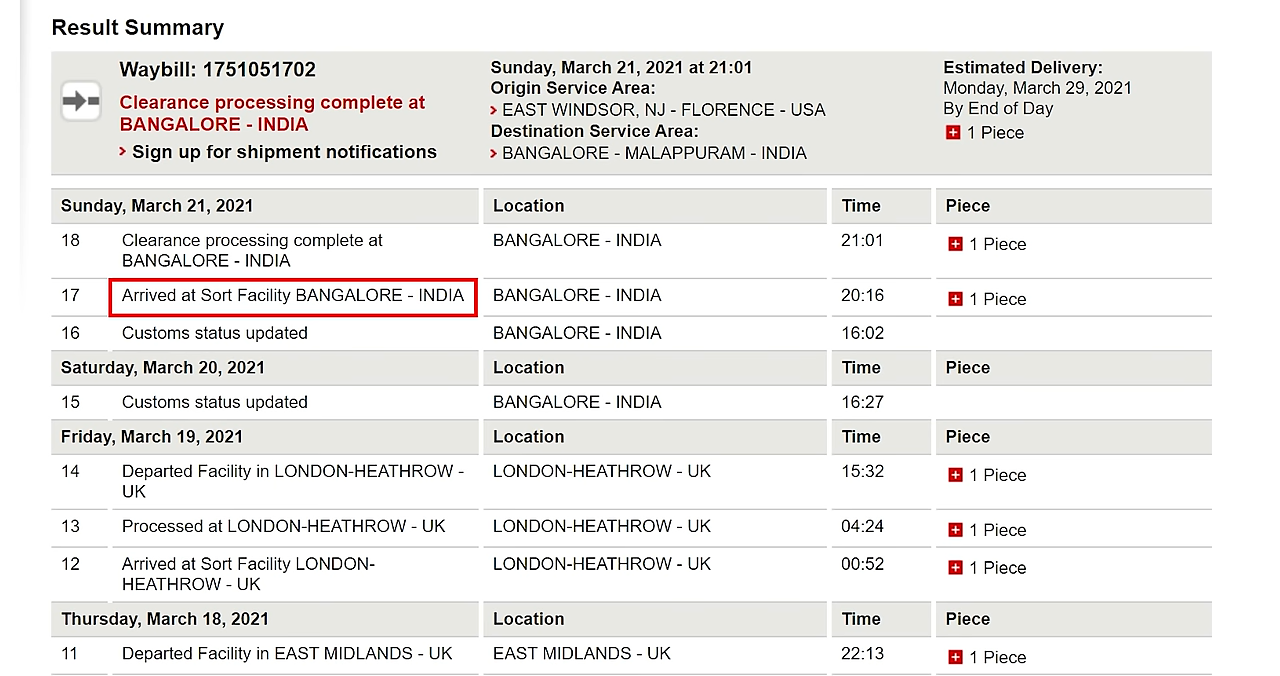 Result Summary
Waybill: 1751051702
Clearance processing complete at
BANGALORE - INDIA
Sign up for shipment notifications
Sunday, March 21, 2021 at 21:01
Origin Service Area:
EAST WINDSOR, NJ - FLORENCE - USA
Destination Service Area:
BANGALORE - MALAPPURAM - INDIA
Estimated Delivery:
Monday, March 29, 2021
By End of Day
1 Piece
Sunday, March 21, 2021 Location Time Piece
18 Clearance processing complete at BANGALORE - INDIA 21:01 1 Piece
BANGALORE - INDIA
17 Arrived at Sort Facility BANGALORE - INDIA BANGALORE - INDIA 20:16 1 Piece
16 Customs status updated BANGALORE - INDIA 16:02
Saturday, March 20, 2021 Location Time Piece
15 Customs status updated BANGALORE - INDIA 16:27
Friday, March 19, 2021 Location Time Piece
14 Departed Facility in LONDON-HEATHROW - LONDON-HEATHROW - UK 15:32 1 Piece
UK
13 Processed at LONDON-HEATHROW - UK LONDON-HEATHROW - UK 04:24 1 Piece
12 Arrived at Sort Facility LONDON- LONDON-HEATHROW - UK 00:52 1 Piece
HEATHROW - UK
Thursday, March 18, 2021 Location Time Piece
11 Departed Facility in EAST MIDLANDS - UK EAST MIDLANDS - UK 22:13 1 Piece